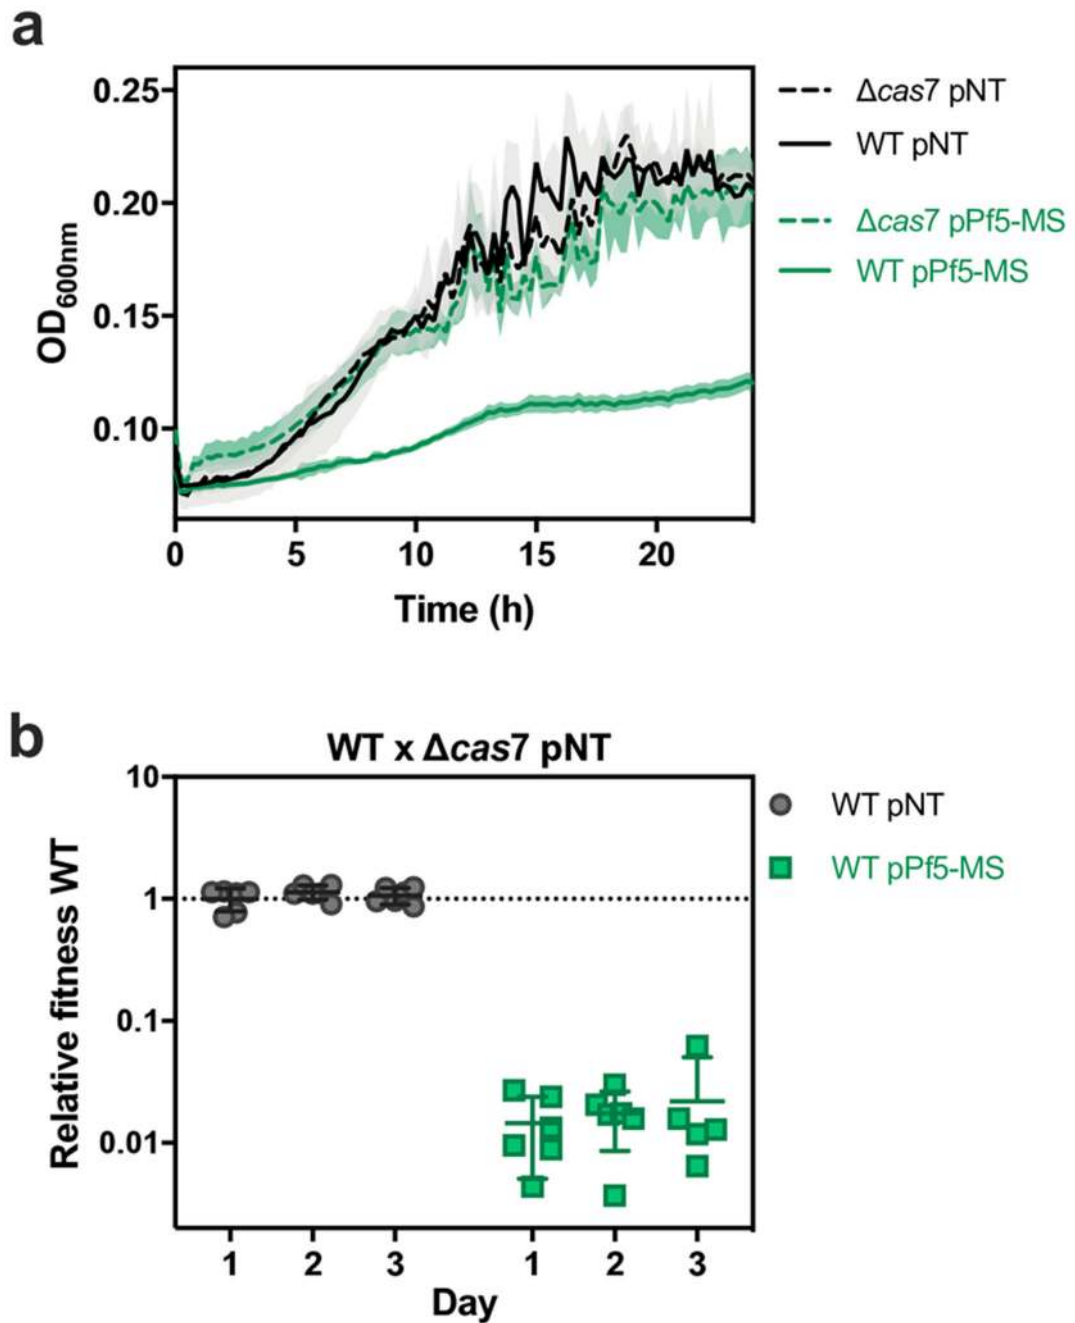 a
0.25
0.20
0.15
0.10
OD600nm
0 5 10 15 20
Time (h)
Δcas7 pNT
WT pNT
Δcas7 pPf5-MS
WT pPf5-MS
b
WT x Δcas7 pNT
10
1
0.1
0.01
Relative fitness WT
1 2 3 1 2 3
Day
WT pNT
WT pPf5-MS